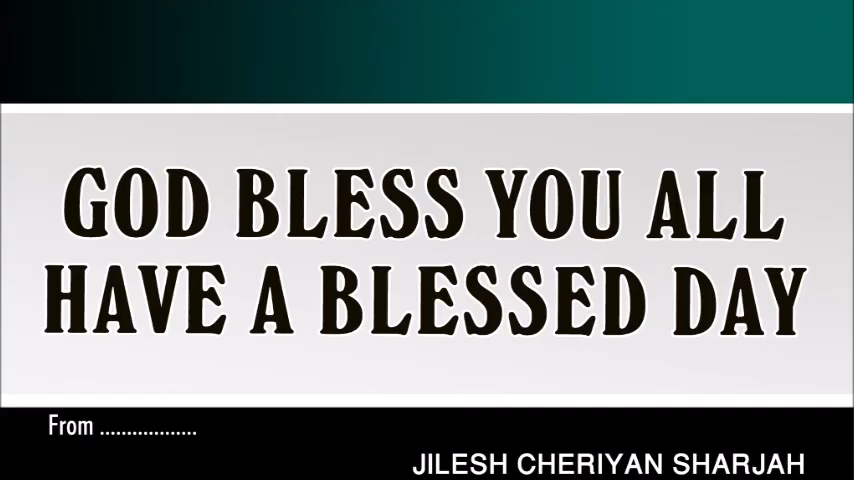 GOD BLESS YOU ALL
HAVE A BLESSED DAY
From ..................
JILESH CHERIYAN SHARJAH